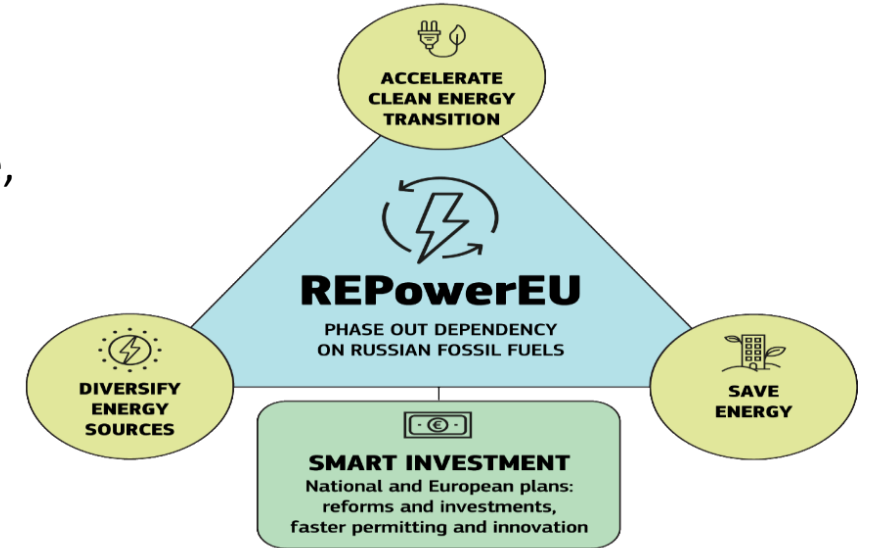 ACCELERATE
CLEAN ENERGY
TRANSITION
REPowerEU
PHASE OUT DEPENDENCY
ON RUSSIAN FOSSIL FUELS
DIVERSIFY
ENERGY
SOURCES
SAVE
ENERGY
SMART INVESTMENT
National and European plans:
reforms and investments,
faster permitting and innovation